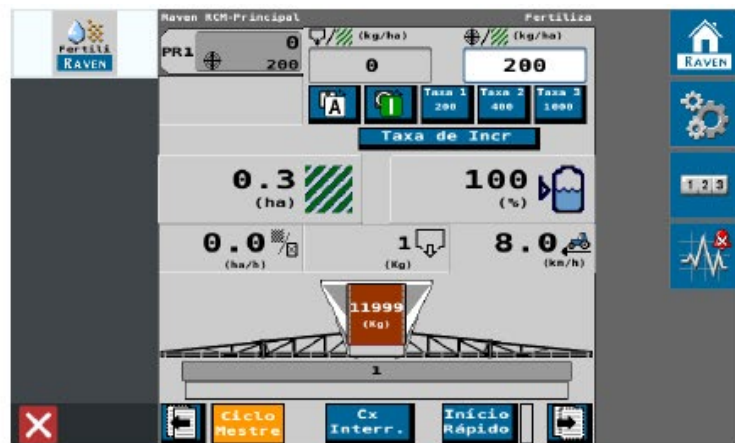 Raven RCM-Principal
Fertiliza
Fertili
RAVEN
PR1
0
200
(kg/ha)
0
(kg/ha)
200
A
I
Taxa 1
200
Taxa 2
400
Taxa 3
1000
Taxa de Incr
0.3
(ha)
100
(%)
0.0
(ha/h)
1
(Kg)
8.0
(km/h)
11999
(Kg)
1
Ciclo
Mestre
Cx
Interr.
Início
Rápido
RAVEN
1 2 3